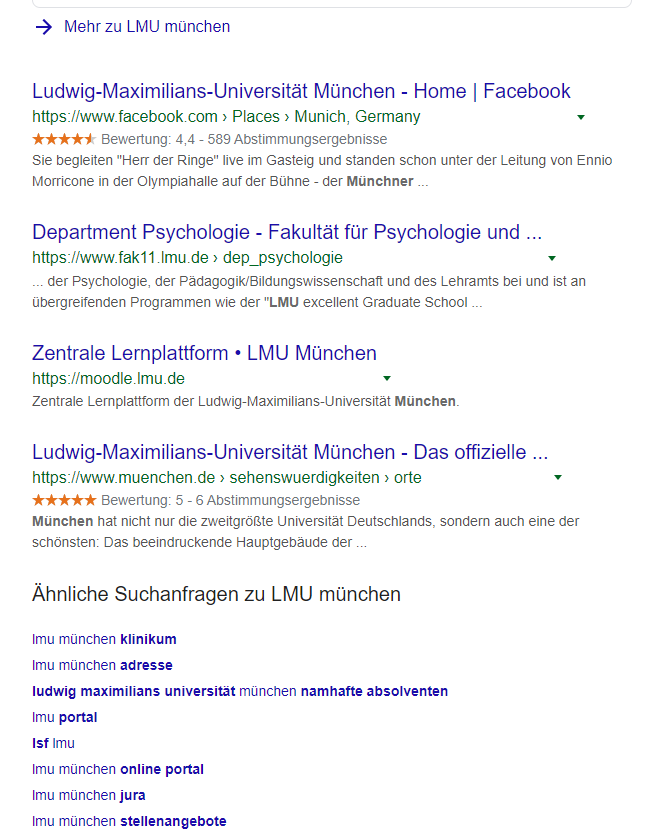 Mehr zu LMU münchen
Ludwig-Maximilians-Universität München - Home | Facebook
https://www.facebook.com › Places › Munich, Germany
Bewertung: 4,4 - 589 Abstimmungsergebnisse
Sie begleiten "Herr der Ringe" live im Gasteig und standen schon unter der Leitung von Ennio
Morricone in der Olympiahalle auf der Bühne - der Münchner ...
Department Psychologie - Fakultät für Psychologie und ...
https://www.fak11.lmu.de › dep_psychologie
... der Psychologie, der Pädagogik/Bildungswissenschaft und des Lehramts bei und ist an
übergreifenden Programmen wie der "LMU excellent Graduate School ...
Zentrale Lernplattform • LMU München
https://moodle.lmu.de
Zentrale Lernplattform der Ludwig-Maximilians-Universität München.
Ludwig-Maximilians-Universität München - Das offizielle ...
https://www.muenchen.de › sehenswuerdigkeiten › orte
Bewertung: 5 - 6 Abstimmungsergebnisse
München hat nicht nur die zweitgrößte Universität Deutschlands, sondern auch eine der
schönsten: Das beeindruckende Hauptgebäude der ...
Ähnliche Suchanfragen zu LMU münchen
lmu münchen klinikum
lmu münchen adresse
ludwig maximilians universität münchen namhafte absolventen
lmu portal
lsf lmu
lmu münchen online portal
lmu münchen jura
lmu münchen stellenangebote